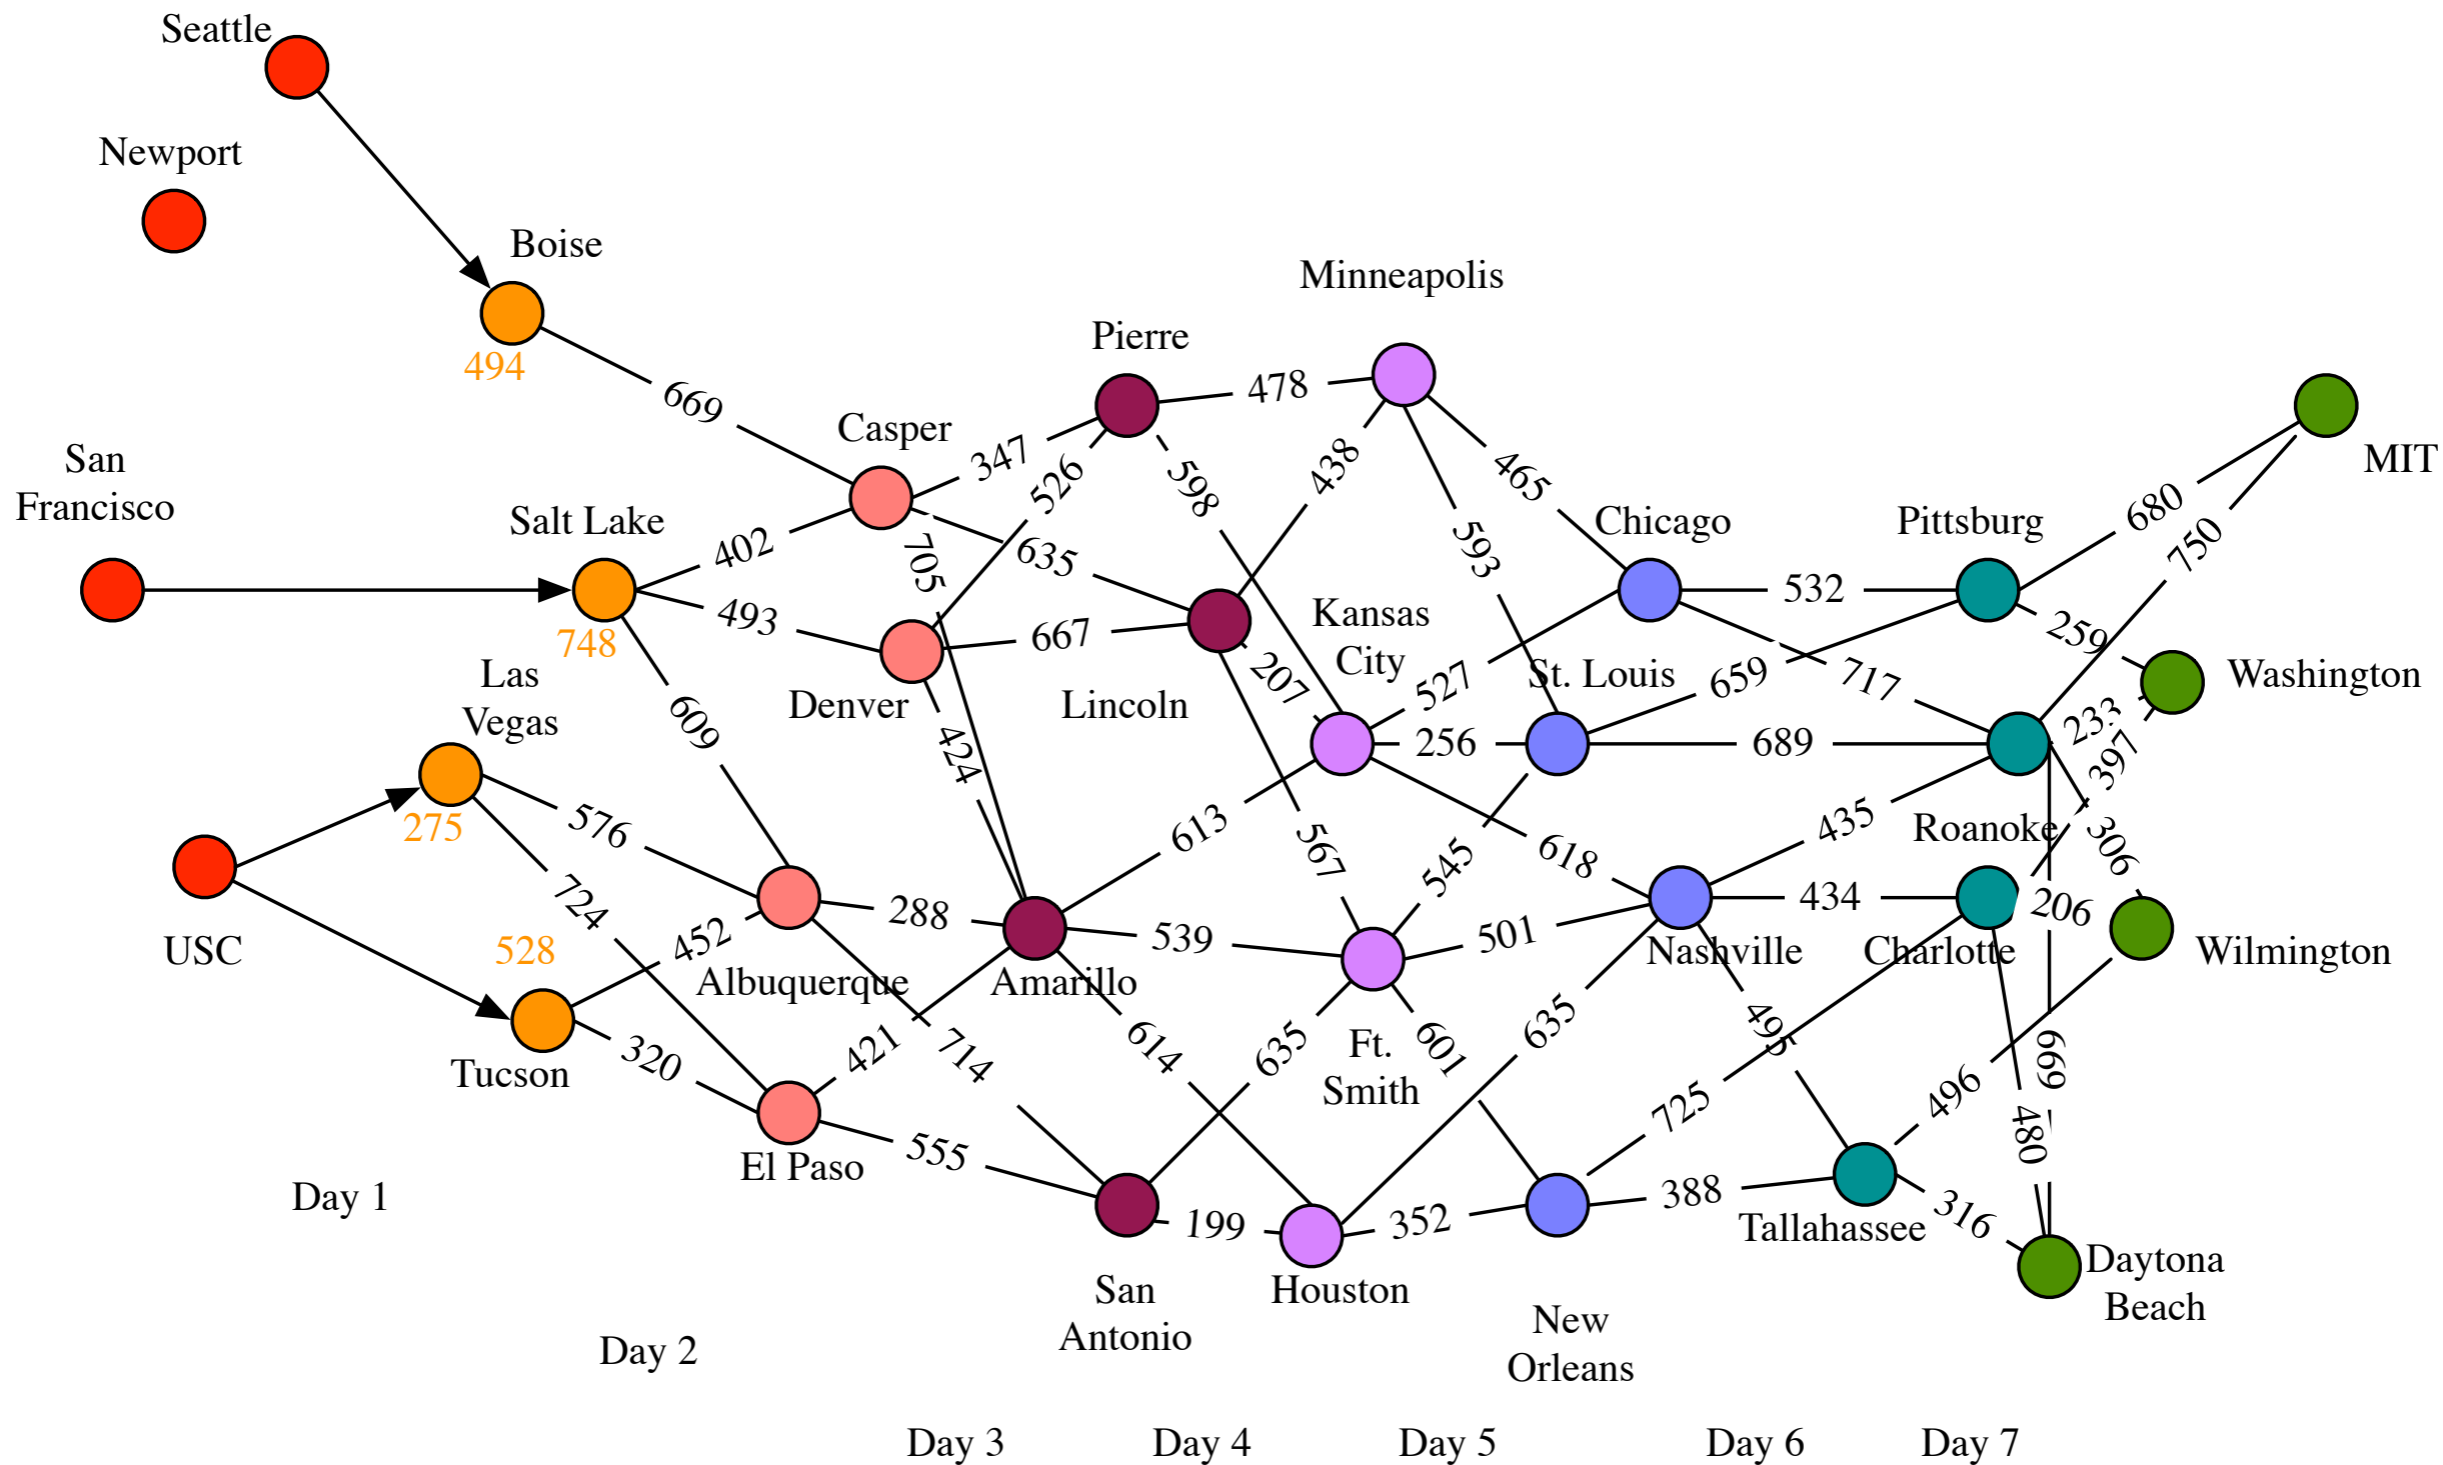 Seattle
Newport
Boise
494
669
San
Francisco
Salt Lake
748
402
493
609
Las
Vegas
275
576
724
USC
528
452
320
Tucson
Casper
347
526
705
635
Denver
667
424
Albuquerque
288
714
El Paso
421
555
Pierre
478
598
Lincoln
438
207
567
Amarillo
613
539
614
San
Antonio
635
199
Minneapolis
465
593
Kansas
City
527
256
618
Ft.
Smith
545
501
601
Houston
635
352
Chicago
532
717
St. Louis
659
689
Nashville
435
434
495
New
Orleans
725
388
Pittsburg
680
259
Roanoke
750
233
306
669
Charlotte
397
206
480
Tallahassee
496
316
MIT
Washington
Wilmington
Daytona
Beach
Day 1
Day 2
Day 3
Day 4
Day 5
Day 6
Day 7